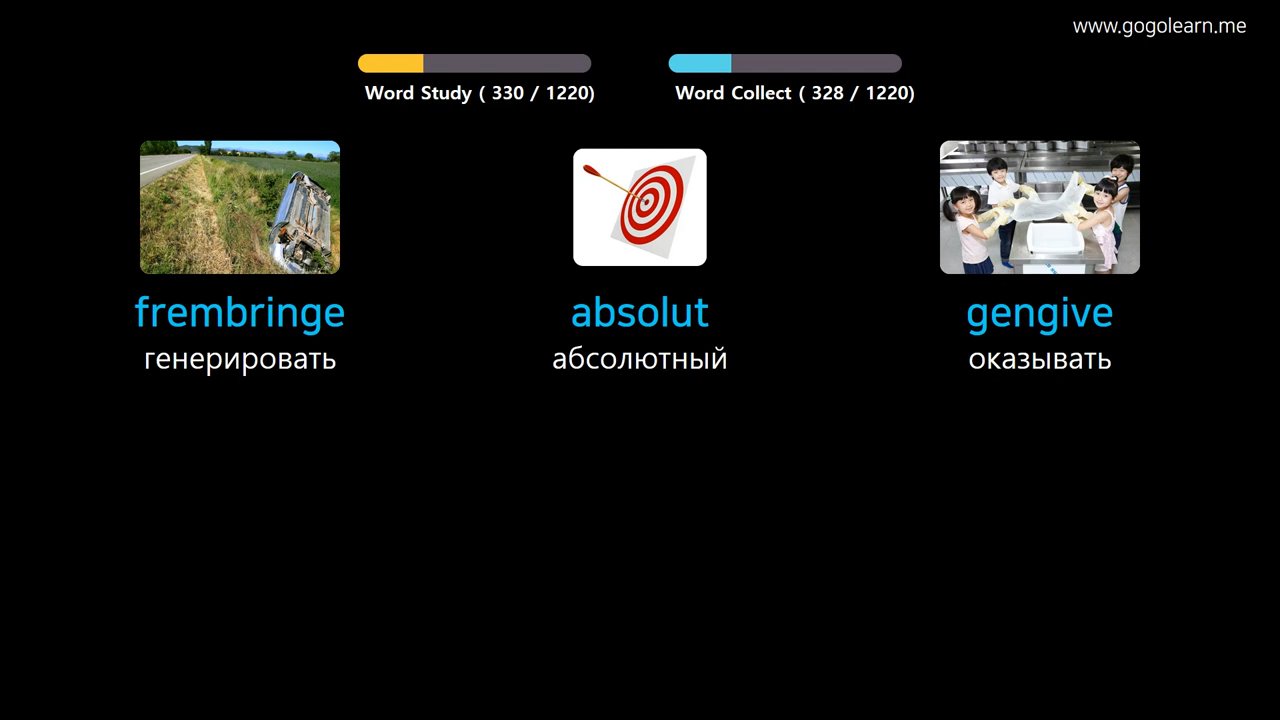 www.gogolearn.me
Word Study ( 330 / 1220)
Word Collect ( 328 / 1220)
frembringe
генерировать
absolut
абсолютный
gengive
оказывать